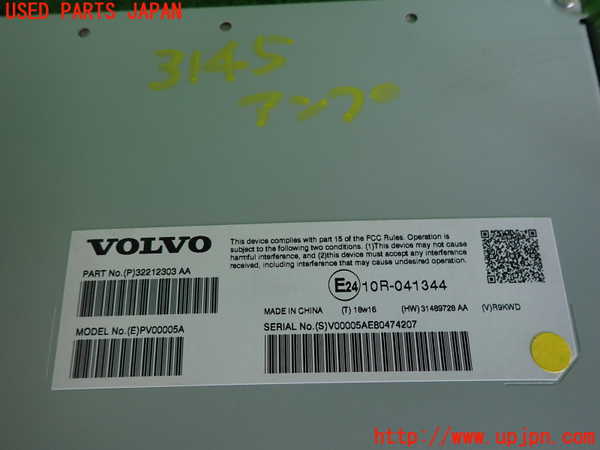 USED PARTS JAPAN
3145
アンプ
VOLVO
This device complies with part 15 of the FCC Rules. Operation is
subject to the following two conditions. (1)This device may not cause
harmful interference, and (2)this device must accept any interference
received, including interference that may cause undesired operation.
PART No.(P)32212303 AA
E24 10R-041344
MADE IN CHINA (T) 18w16 (HW) 31489728 AA (V)R9KWD
MODEL No.(E)PV00005A
SERIAL No.(S)V00005AE80474207
http://www.upjpn.com